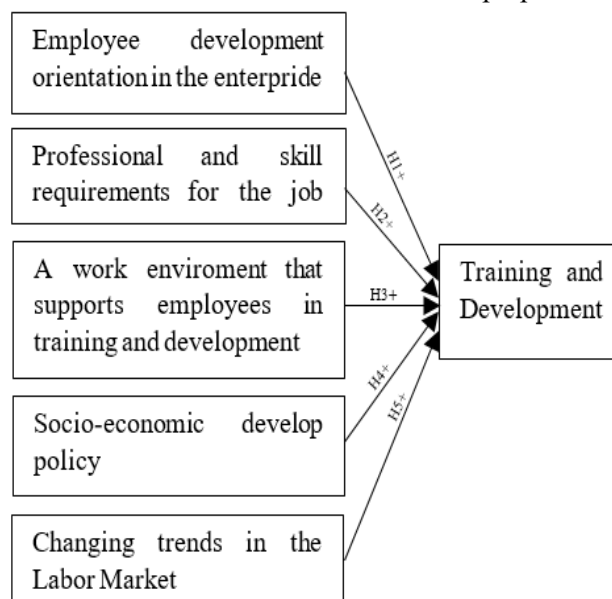 Employee development
orientation in the enterpride
Professional and skill
requirements for the job
A work enviroment that
supports employees in
training and development
Socio-economic develop
policy
Changing trends in the
Labor Market
H1+
H2+
H3+
H4+
H5+
Training and
Development